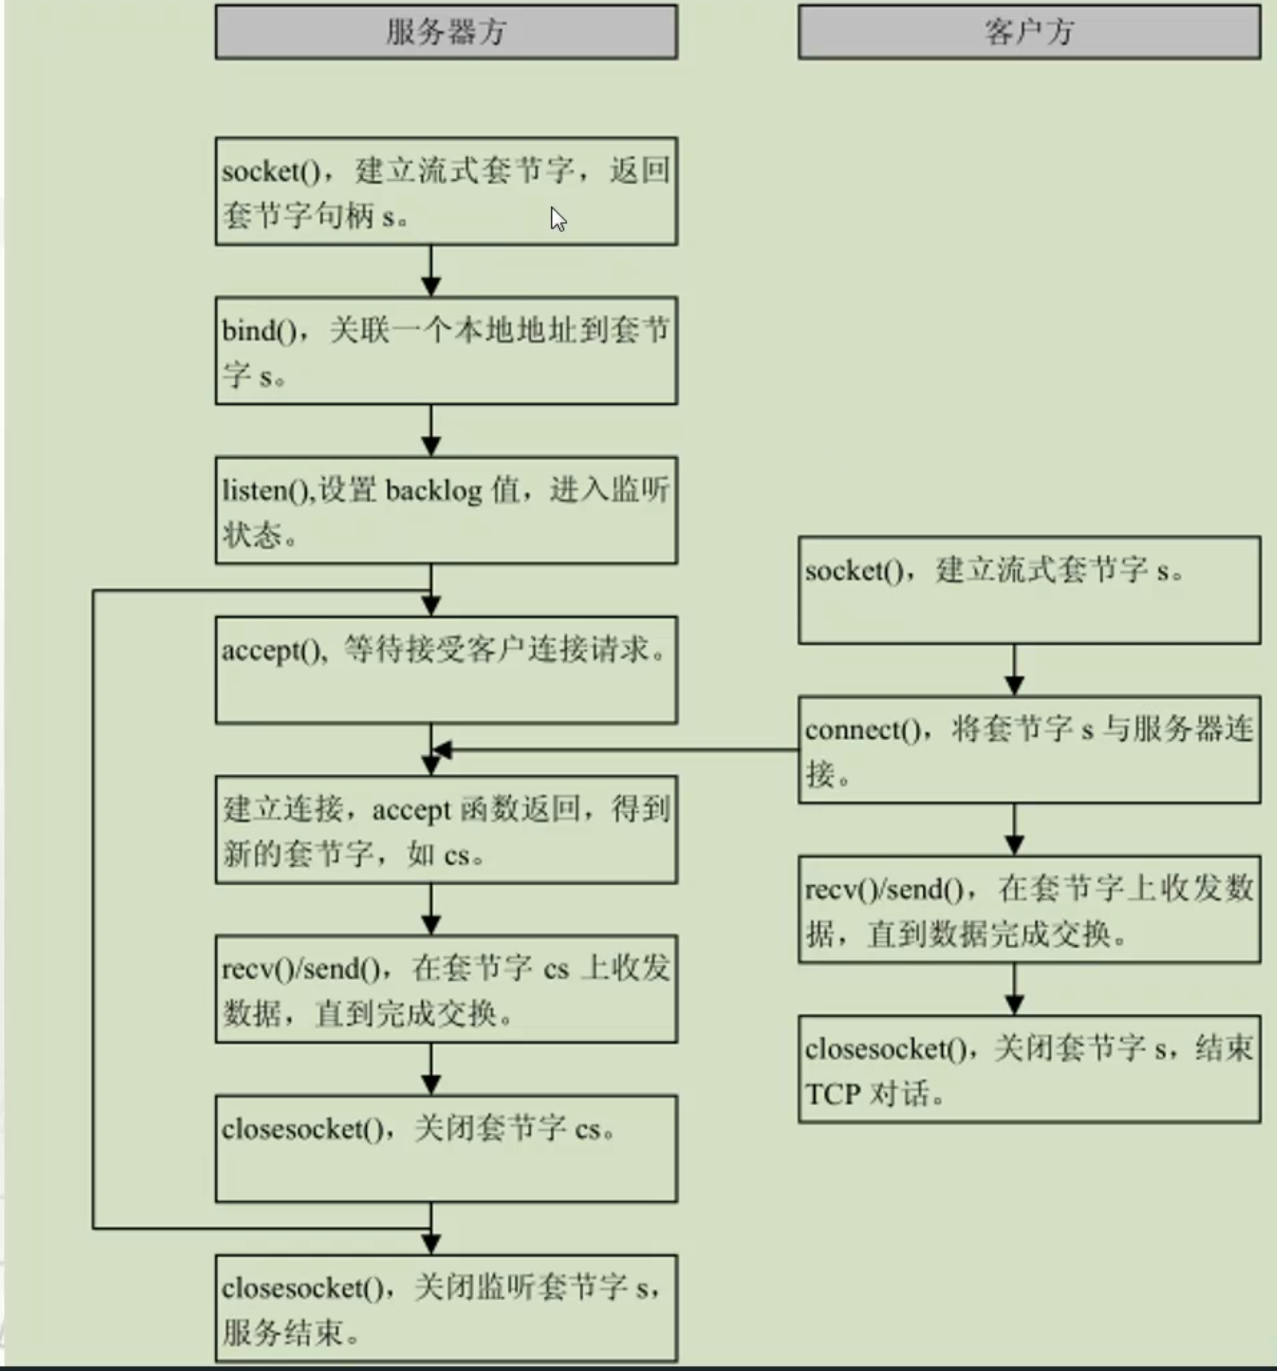 服务器方
客户方
socket()，建立流式套节字，返回
套节字句柄 s。
bind()，关联一个本地地址到套节
字 s。
listen(),设置 backlog 值，进入监听
状态。
accept(), 等待接受客户连接请求。
建立连接，accept 函数返回，得到
新的套节字，如 cs。
recv()/send()，在套节字 cs 上收发
数据，直到完成交换。
closesocket()，关闭套节字 cs。
closesocket()，关闭监听套节字 s，
服务结束。
socket()，建立流式套节字 s。
connect()，将套节字 s 与服务器连
接。
recv()/send()，在套节字上收发数
据，直到数据完成交换。
closesocket()，关闭套节字 s，结束
TCP 对话。